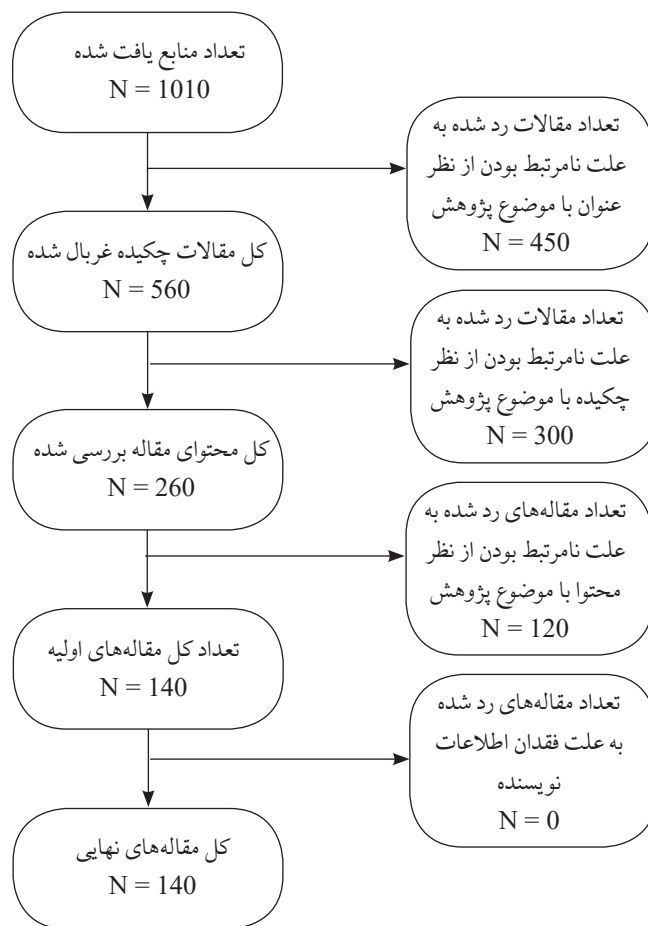 تعداد منابع یافت شده
N = 1010
تعداد مقالات رد شده به
علت نامرتبط بودن از نظر
عنوان با موضوع پژوهش
N = 450
کل مقالات چکیده غربال شده
N = 560
تعداد مقالات رد شده به
علت نامرتبط بودن از نظر
چکیده با موضوع پژوهش
N = 300
کل محتوای مقاله بررسی شده
N = 260
تعداد مقاله‌های رد شده به
علت نامرتبط بودن از نظر
محتوا با موضوع پژوهش
N = 120
تعداد کل مقاله‌های اولیه
N = 140
تعداد مقاله‌های رد شده
به علت فقدان اطلاعات
نویسنده
N = 0
کل مقاله‌های نهایی
N = 140